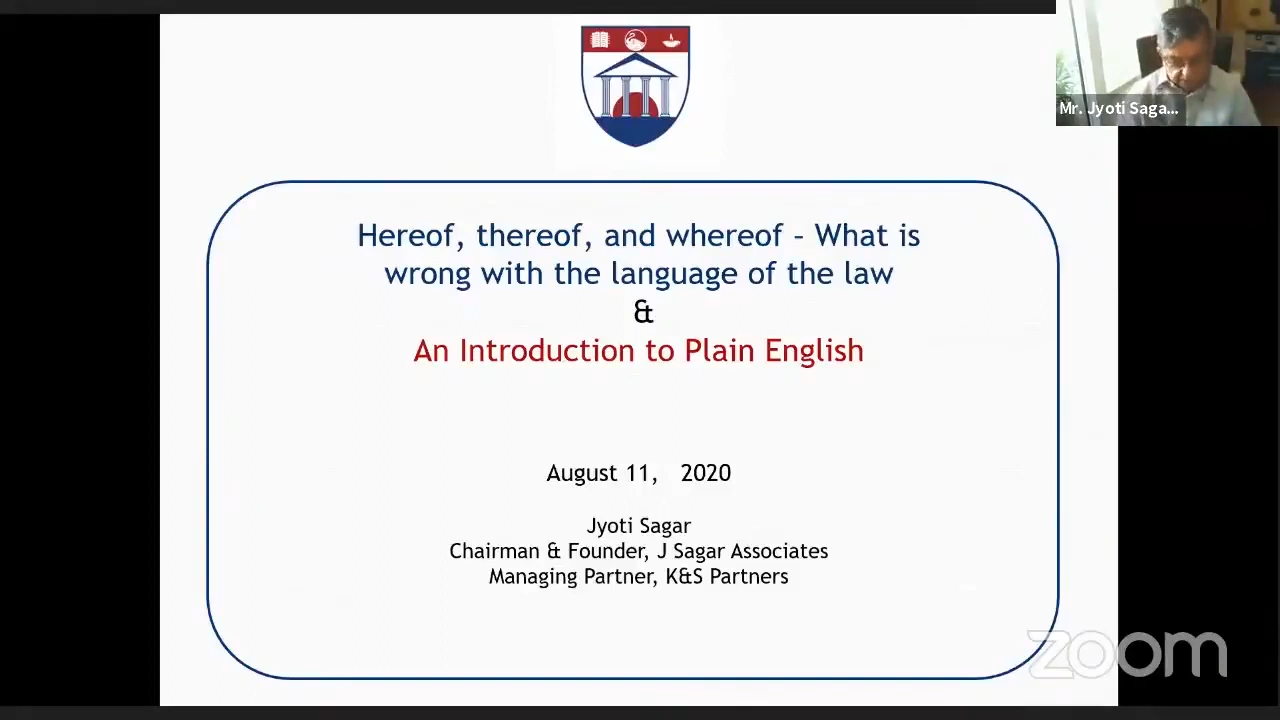 Mr. Jyoti Saga...
Hereof, thereof, and whereof – What is
wrong with the language of the law
&
An Introduction to Plain English
August 11, 2020
Jyoti Sagar
Chairman & Founder, J Sagar Associates
Managing Partner, K&S Partners
zoom